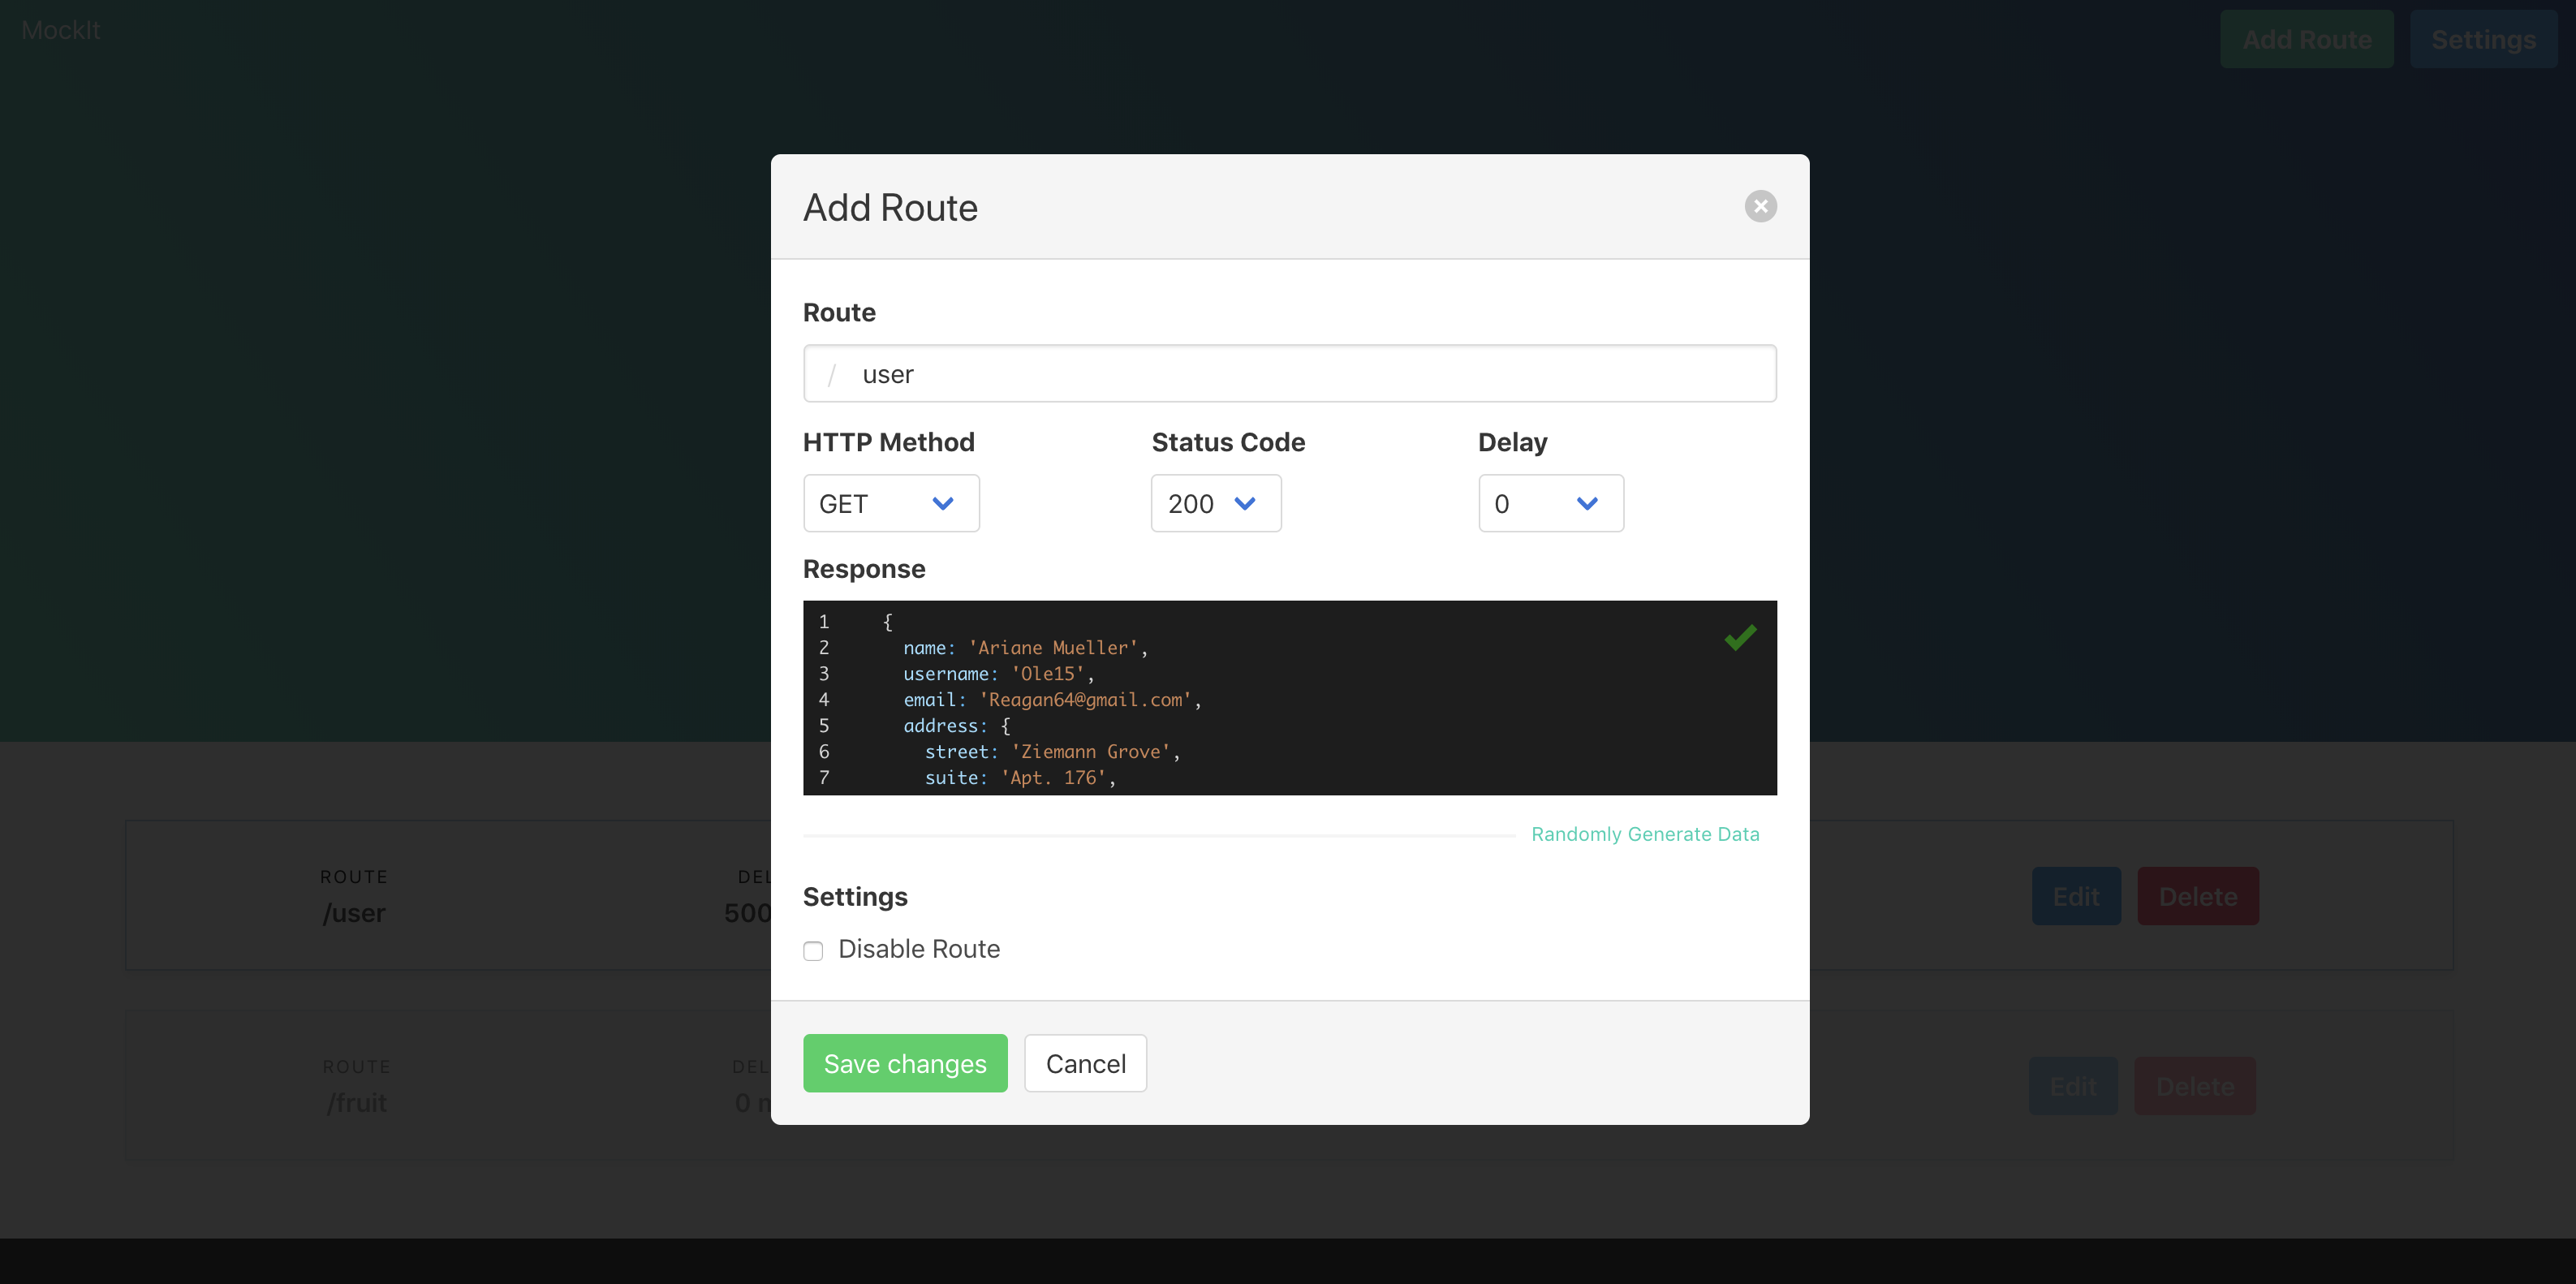 MockIt
Add Route
Settings
Add Route
Route
/ user
HTTP Method
Status Code
Delay
GET
200
0
Response
1 {
2 name: 'Ariane Mueller',
3 username: 'Ole15',
4 email: 'Reagan64@gmail.com',
5 address: {
6 street: 'Ziemann Grove',
7 suite: 'Apt. 176',
Randomly Generate Data
Settings
Disable Route
Save changes
Cancel
ROUTE
/user
DEL
500
Edit
Delete
ROUTE
/fruit
DEL
0
Edit
Delete